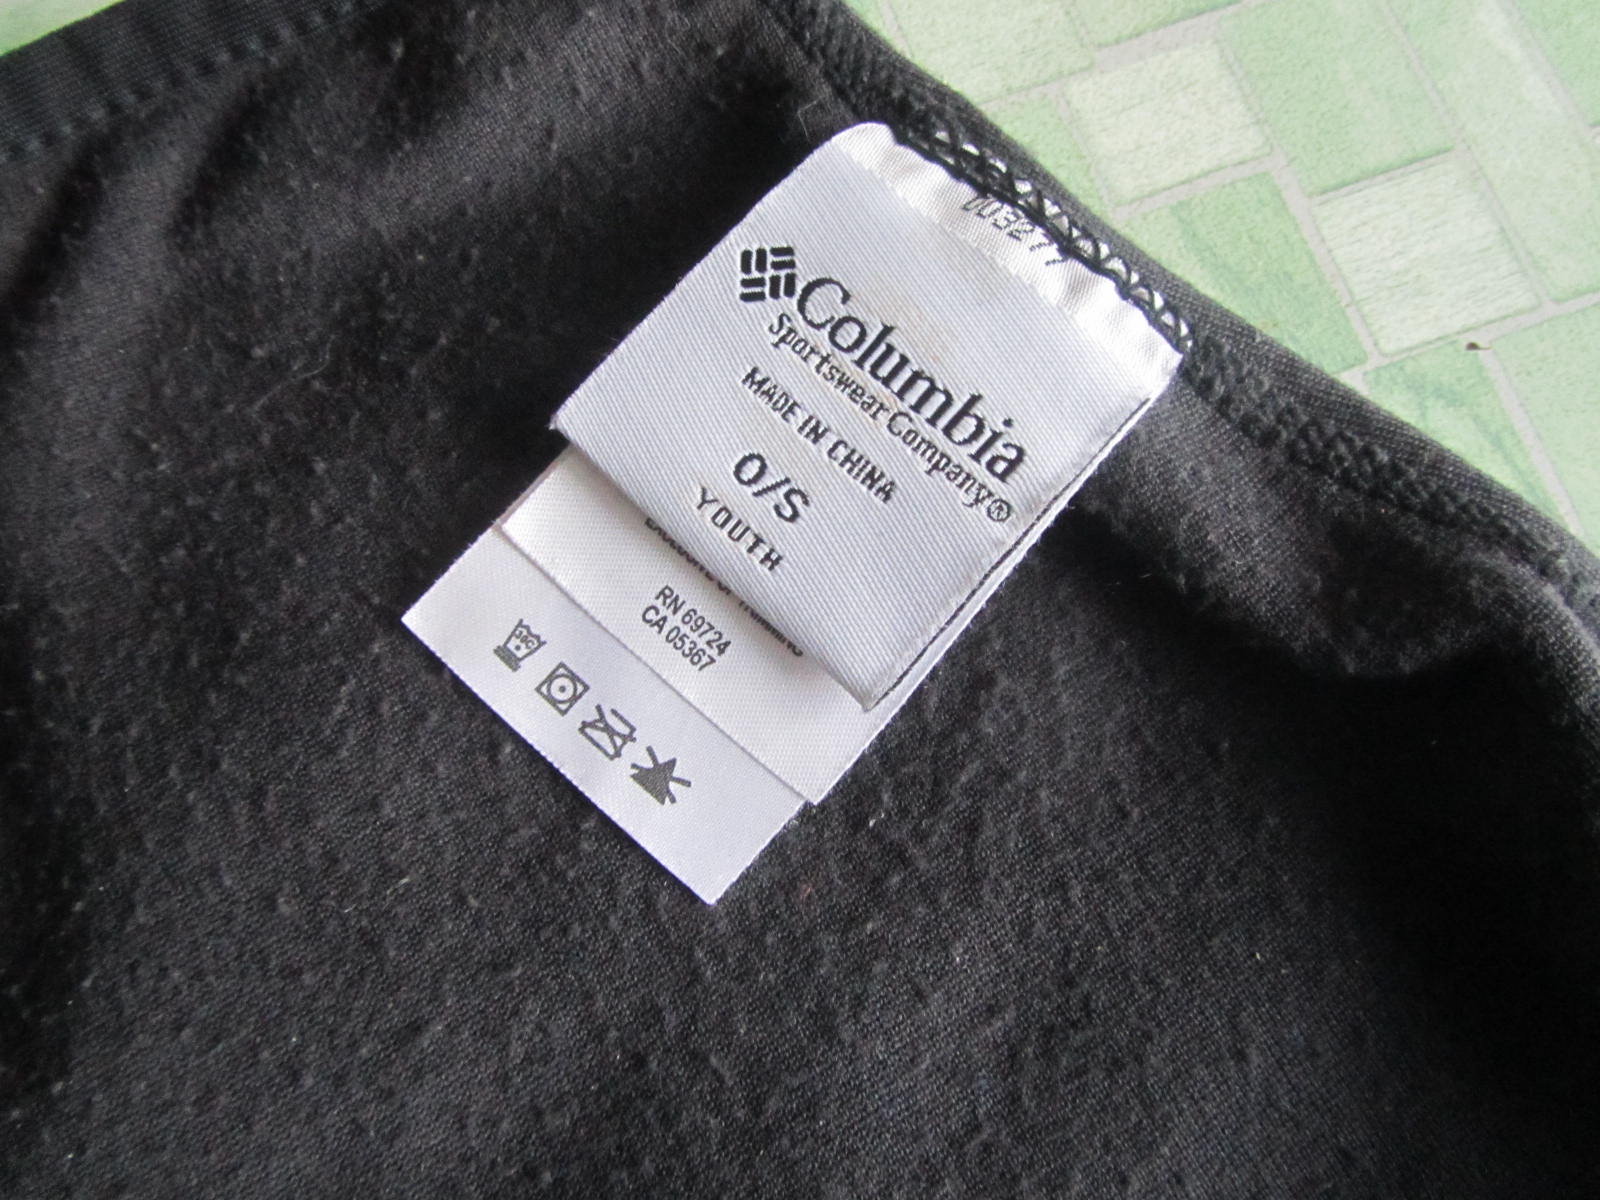 Columbia
Sportswear Company®
MADE IN CHINA
O/S
YOUTH
RN 69724
CA 05367